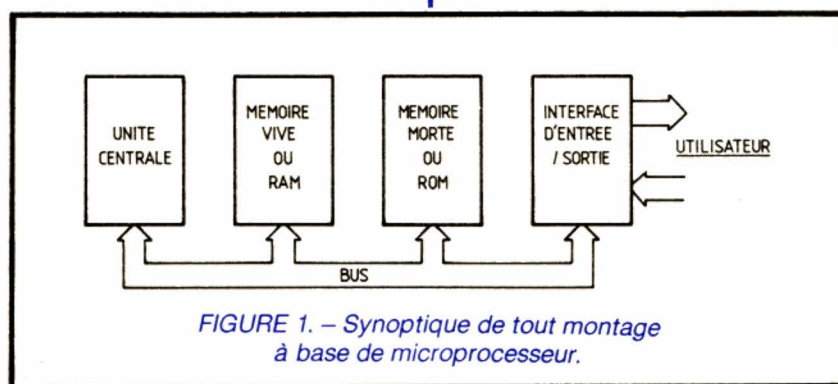 UNITE
CENTRALE
MEMOIRE
VIVE
OU
RAM
MEMOIRE
MORTE
OU
ROM
INTERFACE
D'ENTREE
/ SORTIE
UTILISATEUR
BUS
FIGURE 1. – Synoptique de tout montage
à base de microprocesseur.